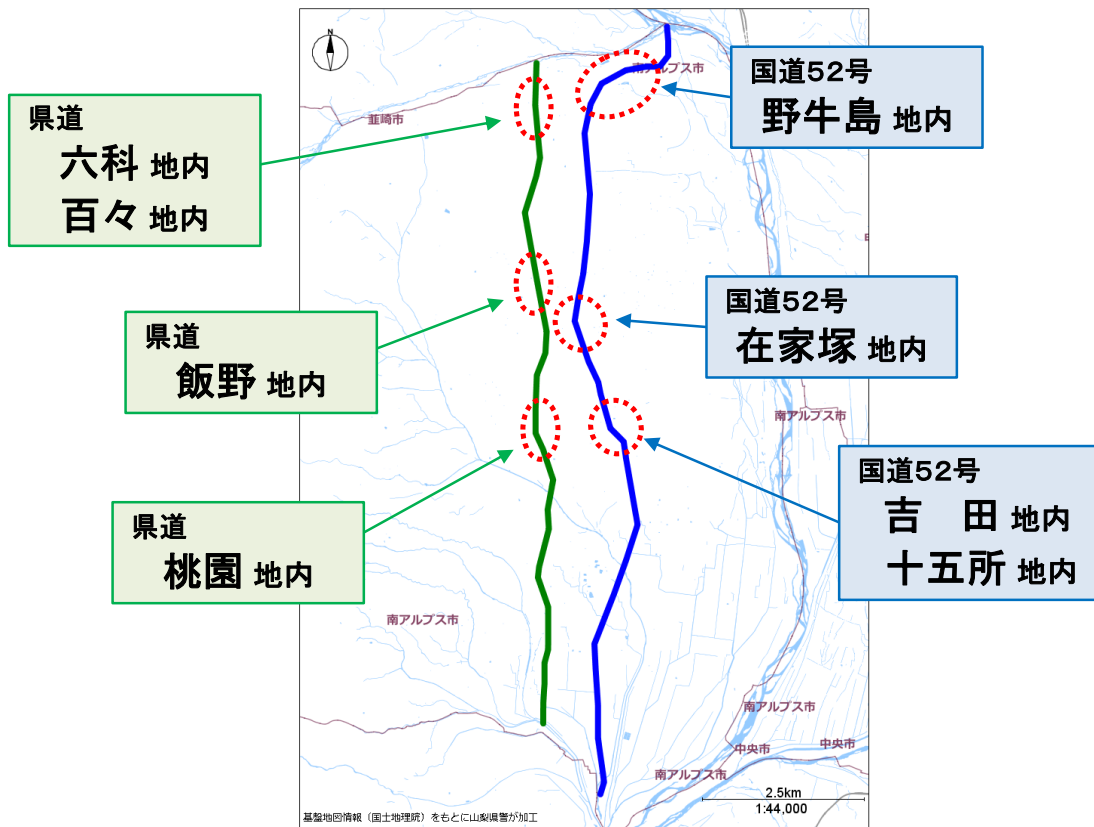 県道
六科 地内
百々 地内
県道
飯野 地内
県道
桃園 地内
国道52号
野牛島 地内
国道52号
在家塚 地内
国道52号
吉　田 地内
十五所 地内
南アルプス市
韮崎市
南アルプス市
南アルプス市
南アルプス市
中央市
中央市
南アルプス市
2.5km
1:44,000
基盤地図情報（国土地理院）をもとに山梨県警が加工